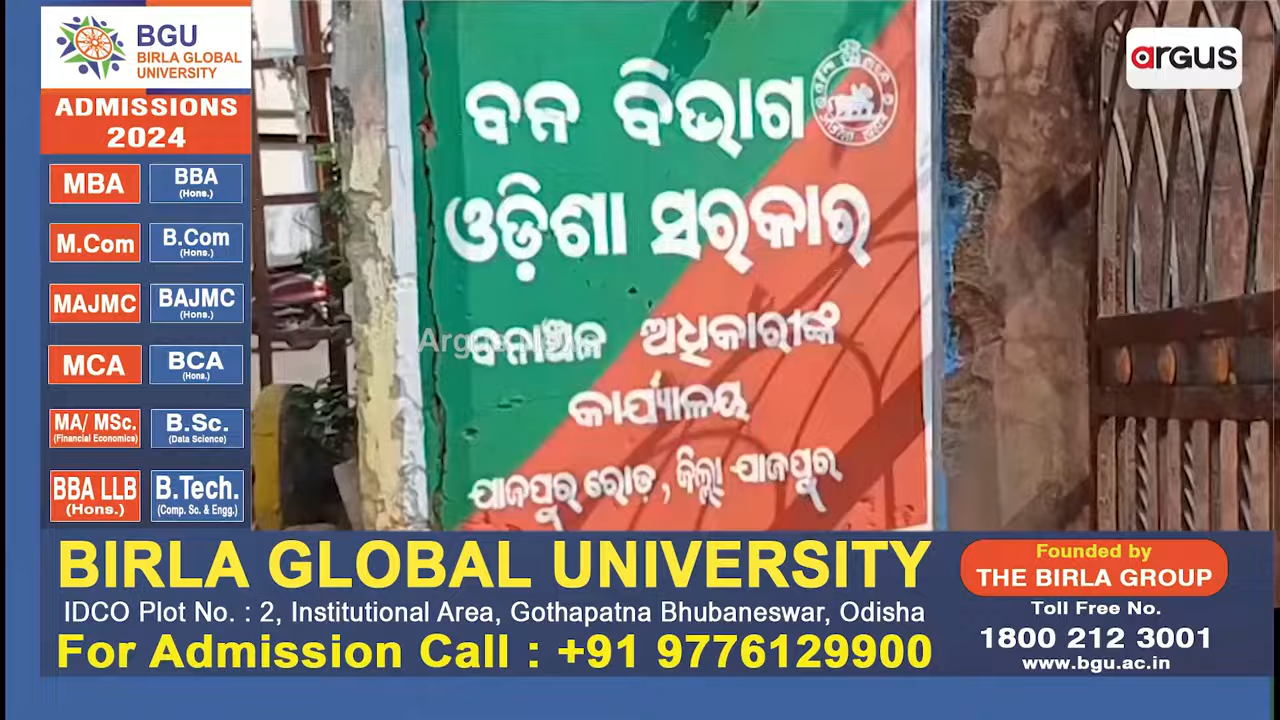 BGU
BIRLA GLOBAL
UNIVERSITY
ADMISSIONS
2024
MBA
BBA
(Hons.)
M.Com
B.Com
(Hons.)
MAJMC
BAJMC
(Hons.)
MCA
BCA
(Hons.)
MA/ MSc.
(Financial Economics)
B.Sc.
(Data Science)
BBA LLB
(Hons.)
B.Tech.
(Comp. Sc. & Engg.)
argus
ବନ ବିଭାଗ
ଓଡ଼ିଶା ସରକାର
ବନାଞ୍ଚଳ ଅଧିକାରୀଙ୍କ
କାର୍ଯ୍ୟାଳୟ
ଯାଜପୁର ରୋଡ, ଜିଲ୍ଲା-ଯାଜପୁର
Argus News
BIRLA GLOBAL UNIVERSITY
IDCO Plot No. : 2, Institutional Area, Gothapatna Bhubaneswar, Odisha
For Admission Call : +91 9776129900
Founded by
THE BIRLA GROUP
Toll Free No.
1800 212 3001
www.bgu.ac.in